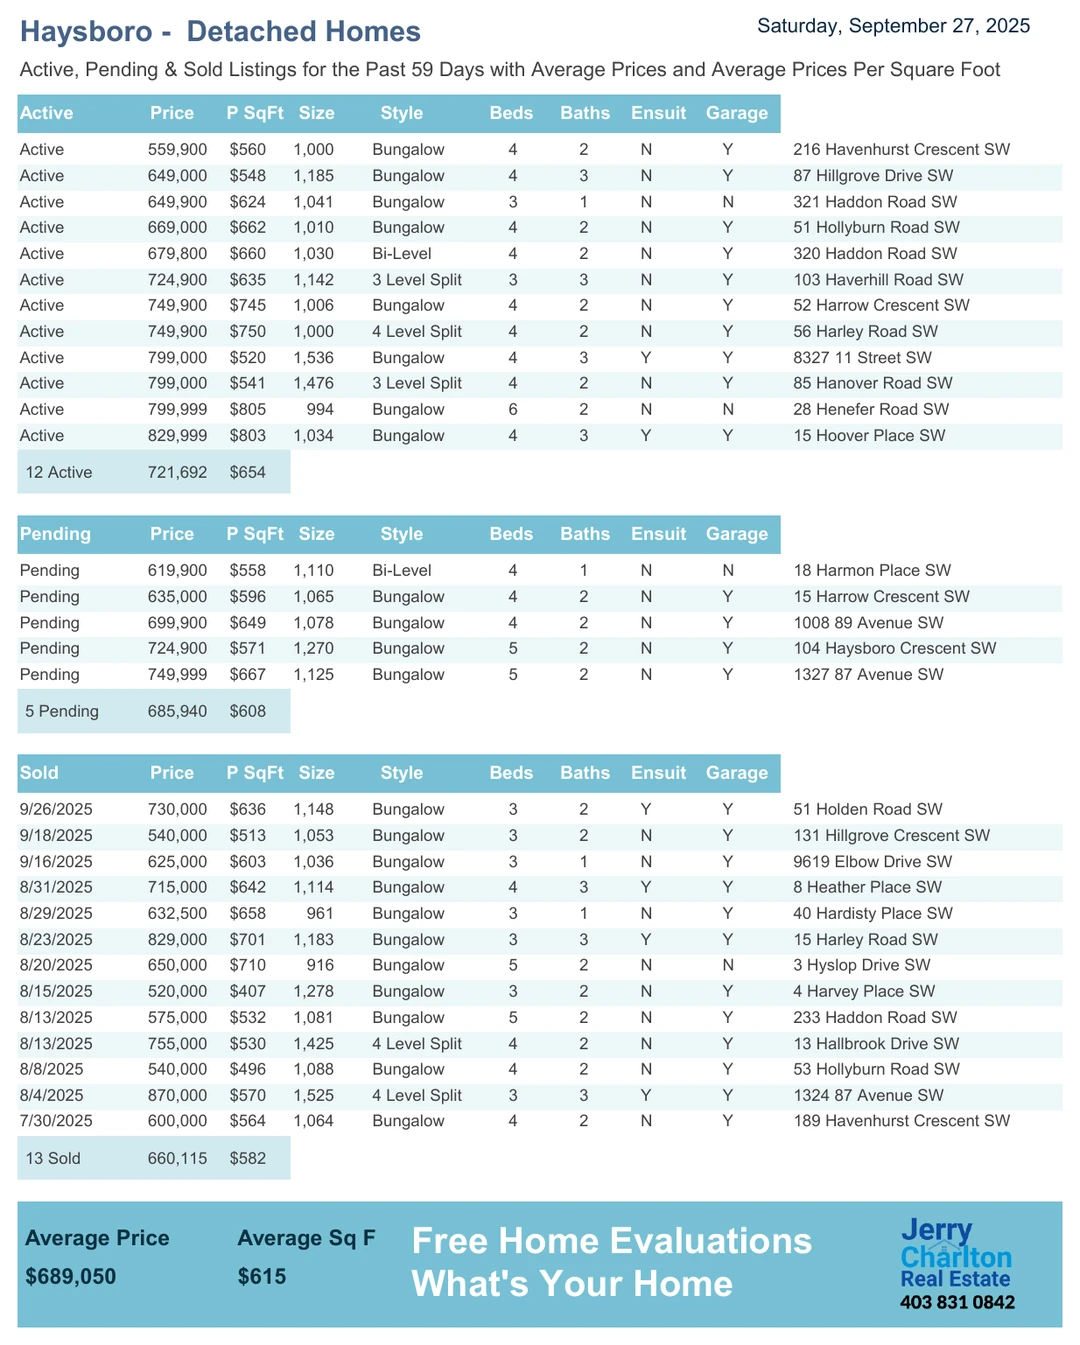 Haysboro - Detached Homes
Saturday, September 27, 2025
Active, Pending & Sold Listings for the Past 59 Days with Average Prices and Average Prices Per Square Foot
Active Price P SqFt Size Style Beds Baths Ensuit Garage
Active 559,900 $560 1,000 Bungalow 4 2 N Y 216 Havenhurst Crescent SW
Active 649,000 $548 1,185 Bungalow 4 3 N Y 87 Hillgrove Drive SW
Active 649,900 $624 1,041 Bungalow 3 1 N N 321 Haddon Road SW
Active 669,000 $662 1,010 Bungalow 4 2 N Y 51 Hollyburn Road SW
Active 679,800 $660 1,030 Bi-Level 4 2 N Y 320 Haddon Road SW
Active 724,900 $635 1,142 3 Level Split 3 3 N Y 103 Haverhill Road SW
Active 749,900 $745 1,006 Bungalow 4 2 N Y 52 Harrow Crescent SW
Active 749,900 $750 1,000 4 Level Split 4 2 N Y 56 Harley Road SW
Active 799,000 $520 1,536 Bungalow 4 3 Y Y 8327 11 Street SW
Active 799,000 $541 1,476 3 Level Split 4 2 N Y 85 Hanover Road SW
Active 799,999 $805 994 Bungalow 6 2 N N 28 Henefer Road SW
Active 829,999 $803 1,034 Bungalow 4 3 Y Y 15 Hoover Place SW
12 Active 721,692 $654
Pending Price P SqFt Size Style Beds Baths Ensuit Garage
Pending 619,900 $558 1,110 Bi-Level 4 1 N N 18 Harmon Place SW
Pending 635,000 $596 1,065 Bungalow 4 2 N Y 15 Harrow Crescent SW
Pending 699,900 $649 1,078 Bungalow 4 2 N Y 1008 89 Avenue SW
Pending 724,900 $571 1,270 Bungalow 5 2 N Y 104 Haysboro Crescent SW
Pending 749,999 $667 1,125 Bungalow 5 2 N Y 1327 87 Avenue SW
5 Pending 685,940 $608
Sold Price P SqFt Size Style Beds Baths Ensuit Garage
9/26/2025 730,000 $636 1,148 Bungalow 3 2 Y Y 51 Holden Road SW
9/18/2025 540,000 $513 1,053 Bungalow 3 2 N Y 131 Hillgrove Crescent SW
9/16/2025 625,000 $603 1,036 Bungalow 3 1 N Y 9619 Elbow Drive SW
8/31/2025 715,000 $642 1,114 Bungalow 4 3 Y Y 8 Heather Place SW
8/29/2025 632,500 $658 961 Bungalow 3 1 N Y 40 Hardisty Place SW
8/23/2025 829,000 $701 1,183 Bungalow 3 3 Y Y 15 Harley Road SW
8/20/2025 650,000 $710 916 Bungalow 5 2 N N 3 Hyslop Drive SW
8/15/2025 520,000 $407 1,278 Bungalow 3 2 N Y 4 Harvey Place SW
8/13/2025 575,000 $532 1,081 Bungalow 5 2 N Y 233 Haddon Road SW
8/13/2025 755,000 $530 1,425 4 Level Split 4 2 N Y 13 Hallbrook Drive SW
8/8/2025 540,000 $496 1,088 Bungalow 4 2 N Y 53 Hollyburn Road SW
8/4/2025 870,000 $570 1,525 4 Level Split 3 3 Y Y 1324 87 Avenue SW
7/30/2025 600,000 $564 1,064 Bungalow 4 2 N Y 189 Havenhurst Crescent SW
13 Sold 660,115 $582
Average Price Average Sq F
$689,050 $615
Free Home Evaluations
What's Your Home
Jerry
Charlton
Real Estate
403 831 0842